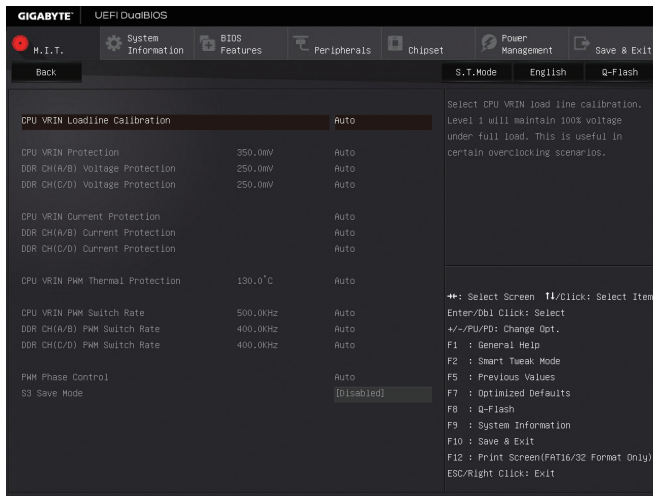 GIGABYTE™ UEFI DualBIOS
M.I.T. System Information BIOS Features Peripherals Chipset Power Management Save & Exit
Back S.T.Mode English Q-Flash
CPU VRIN Loadline Calibration Auto
CPU VRIN Protection 350.0mV Auto
DDR CH(A/B) Voltage Protection 250.0mV Auto
DDR CH(C/D) Voltage Protection 250.0mV Auto
CPU VRIN Current Protection Auto
DDR CH(A/B) Current Protection Auto
DDR CH(C/D) Current Protection Auto
CPU VRIN PWM Thermal Protection 130.0°C Auto
CPU VRIN PWM Switch Rate 500.0KHz Auto
DDR CH(A/B) PWM Switch Rate 400.0KHz Auto
DDR CH(C/D) PWM Switch Rate 400.0KHz Auto
PWM Phase Control Auto
S3 Save Mode [Disabled]
Select CPU VRIN load line calibration.
Level 1 will maintain 100% voltage
under full load. This is useful in
certain overclocking scenarios.
→←: Select Screen ↑↓/Click: Select Item
Enter/Dbl Click: Select
+/-/PU/PD: Change Opt.
F1 : General Help
F2 : Smart Tweak Mode
F5 : Previous Values
F7 : Optimized Defaults
F8 : Q-Flash
F9 : System Information
F10 : Save & Exit
F12 : Print Screen(FAT16/32 Format Only)
ESC/Right Click: Exit